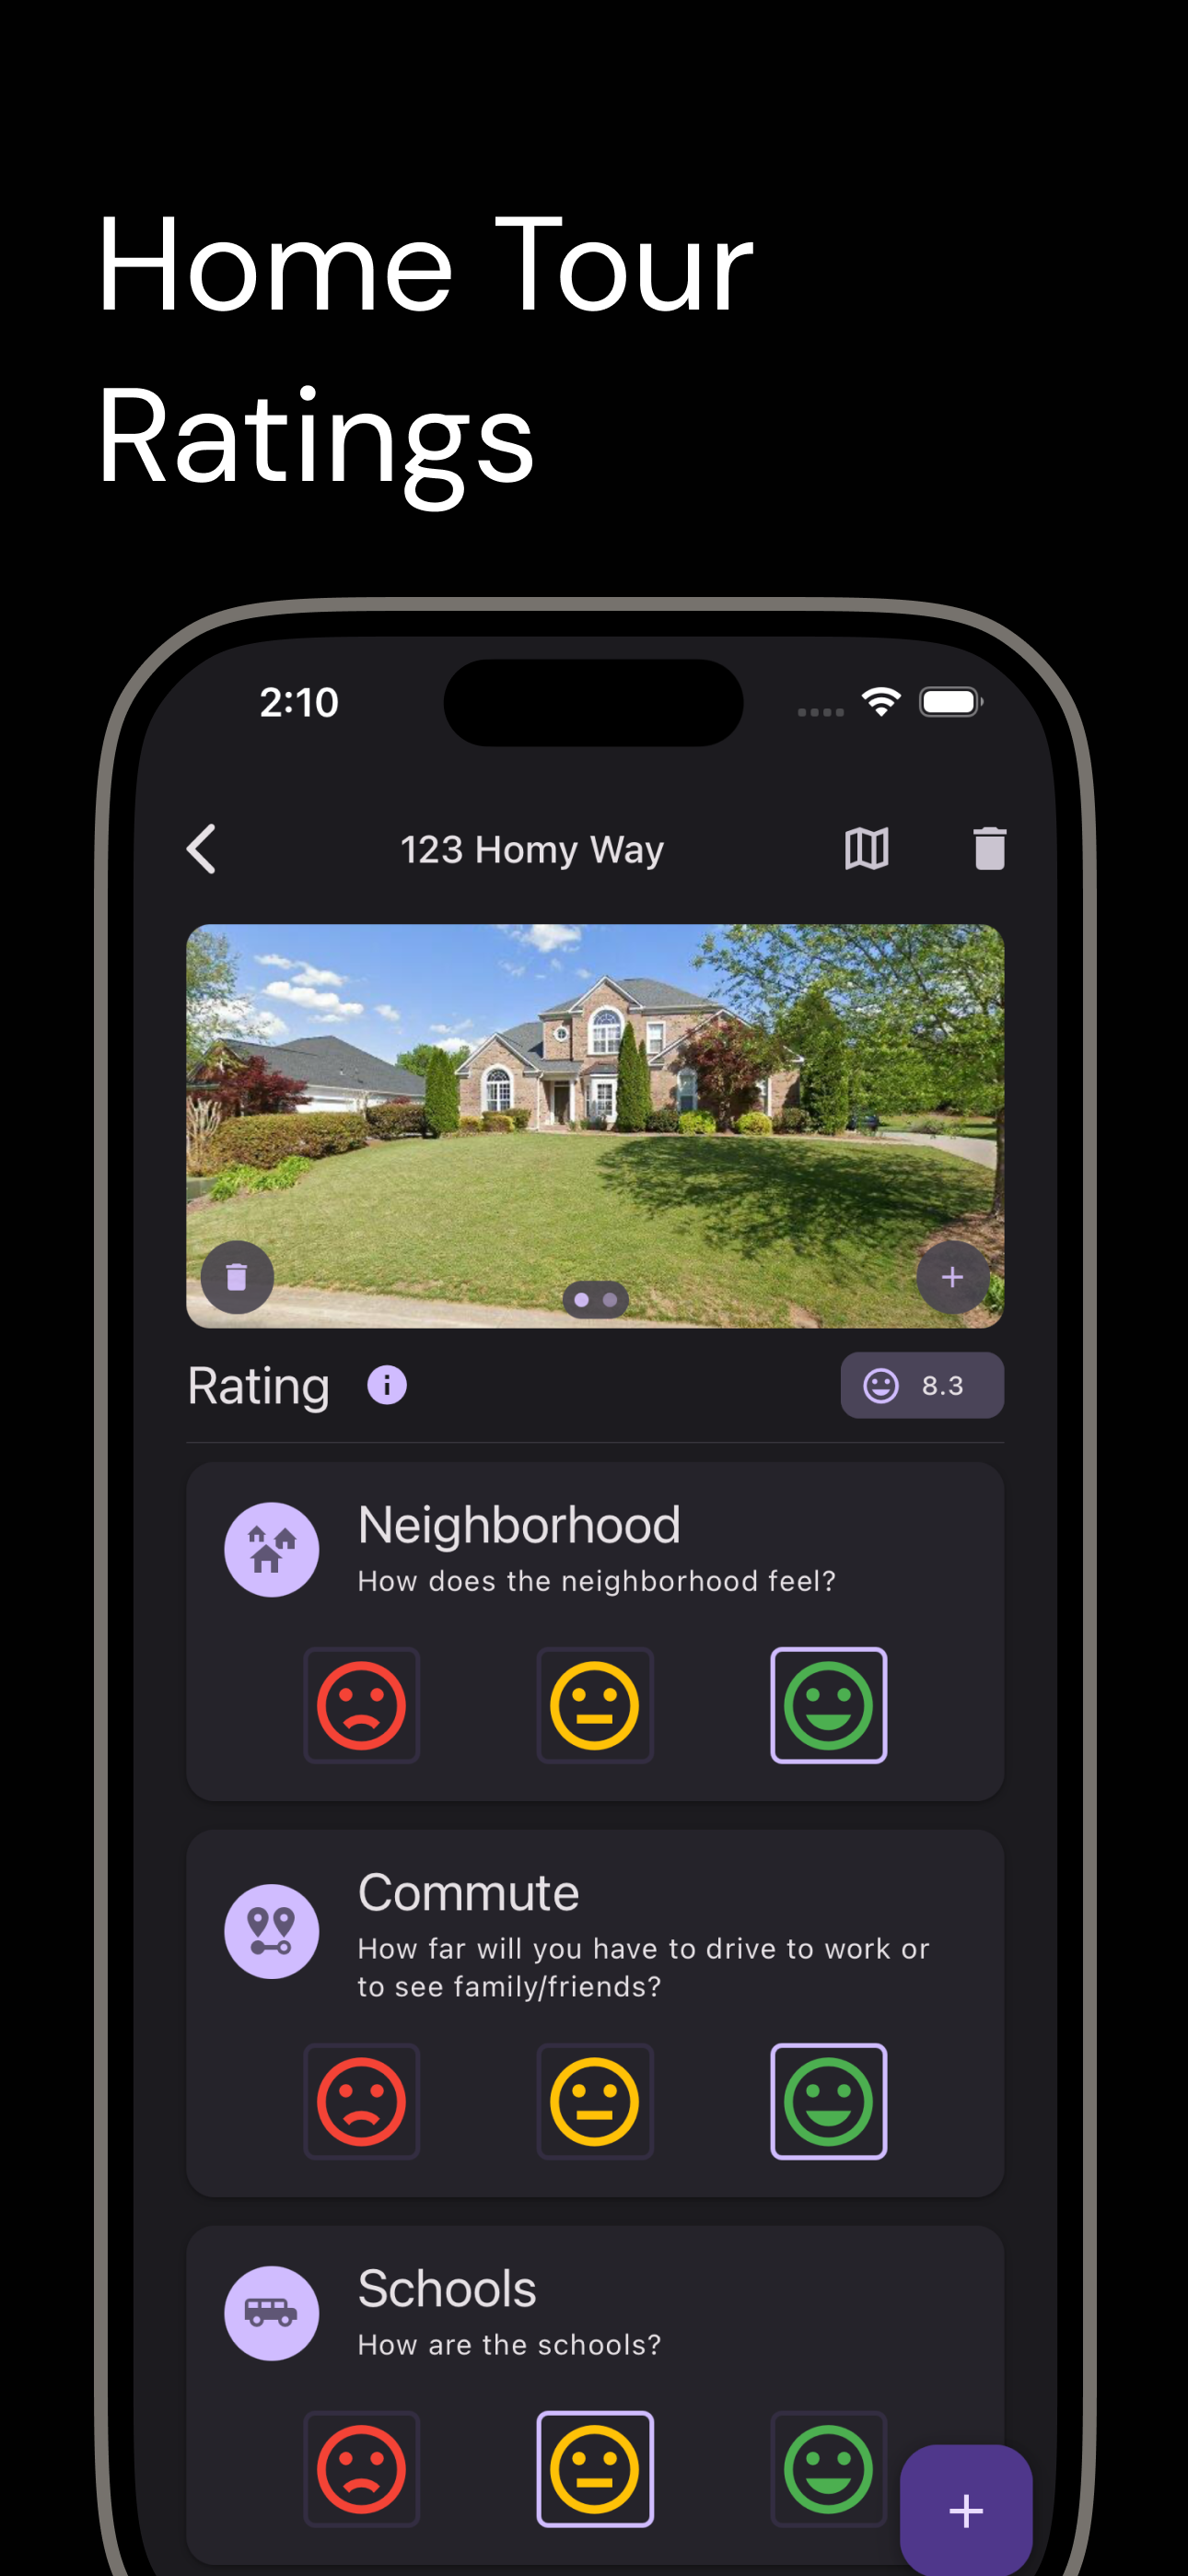 Home Tour
Ratings
2:10
123 Homy Way
Rating
8.3
Neighborhood
How does the neighborhood feel?
Commute
How far will you have to drive to work or
to see family/friends?
Schools
How are the schools?